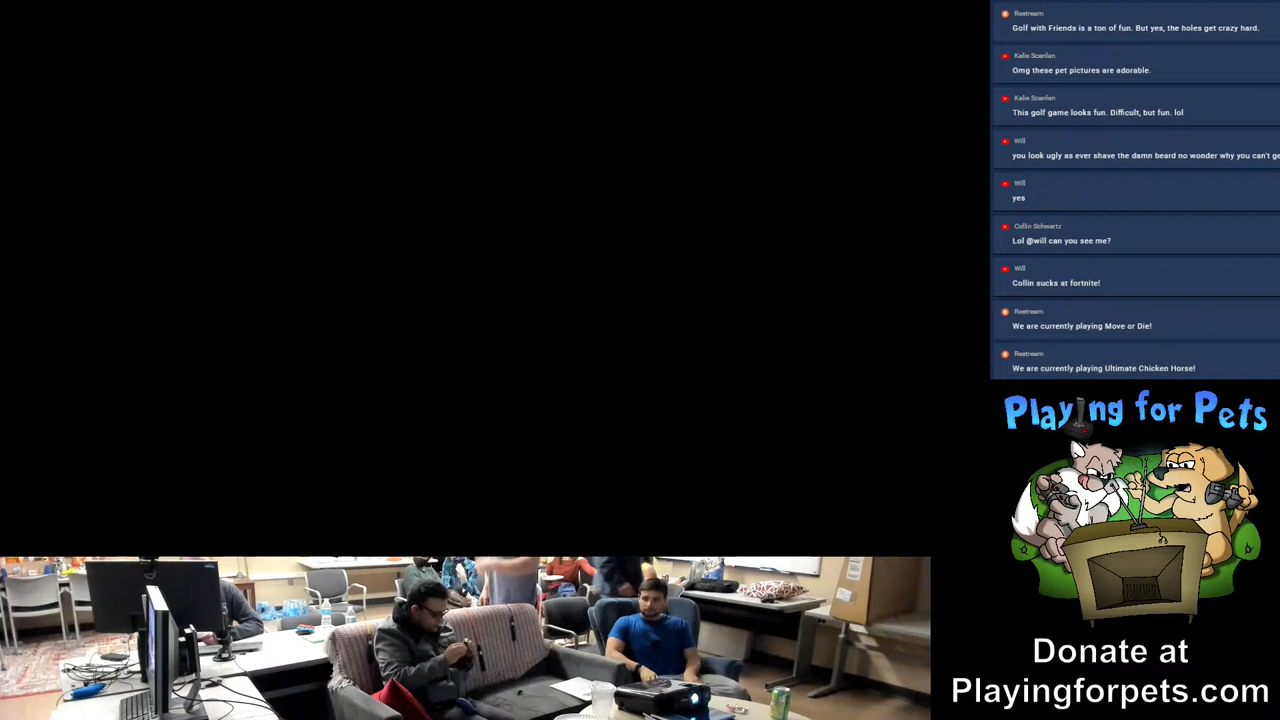 Restream
Golf with Friends is a ton of fun. But yes, the holes get crazy hard.
Kalie Scanlan
Omg these pet pictures are adorable.
Kalie Scanlan
This golf game looks fun. Difficult, but fun. lol
Will
you look ugly as ever shave the damn beard no wonder why you can't ge
Will
yes
Collin Schwartz
Lol @will can you see me?
Will
Collin sucks at fortnite!
Restream
We are currently playing Move or Die!
Restream
We are currently playing Ultimate Chicken Horse!
Playing for Pets
Donate at
Playingforpets.com